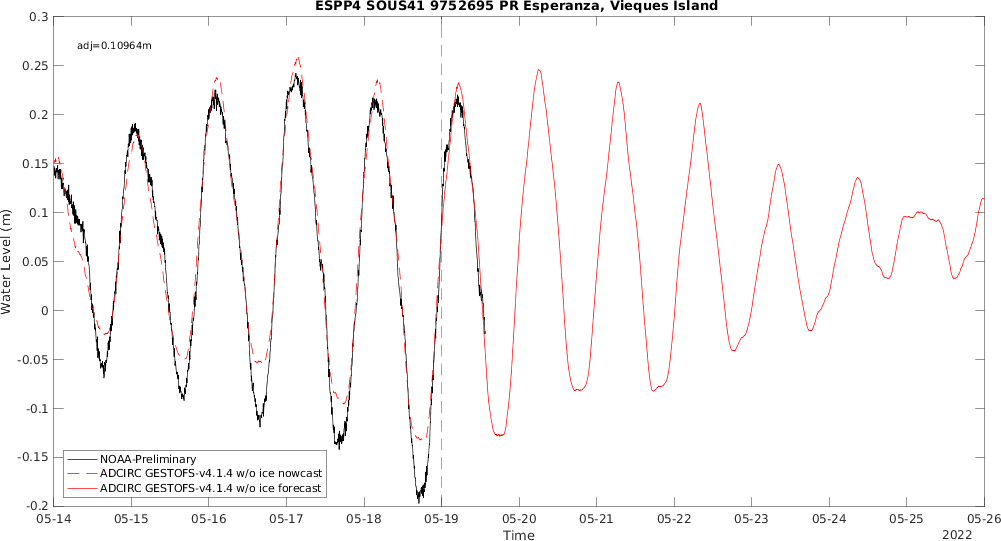 ESPP4 SOUS41 9752695 PR Esperanza, Vieques Island
adj=0.10964m
0.3
0.25
0.2
0.15
0.1
0.05
0
-0.05
-0.1
-0.15
-0.2
Water Level (m)
NOAA-Preliminary
ADCIRC GESTOFS-v4.1.4 w/o ice nowcast
ADCIRC GESTOFS-v4.1.4 w/o ice forecast
05-14 05-15 05-16 05-17 05-18 05-19 05-20 05-21 05-22 05-23 05-24 05-25 05-26
Time
2022